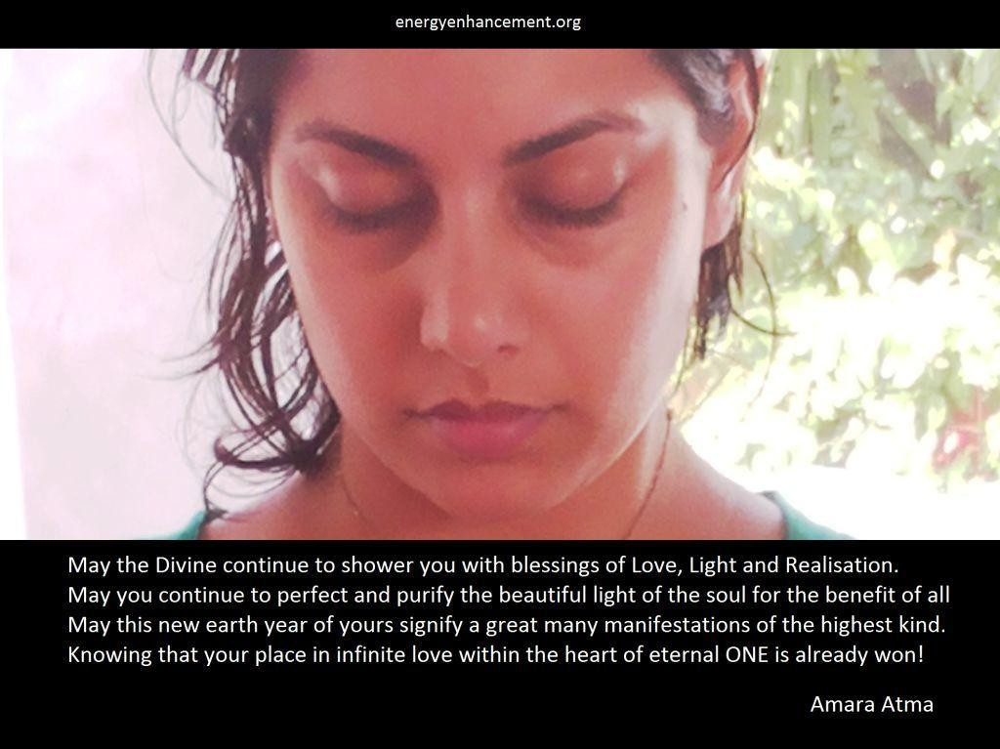 energyenhancement.org
May the Divine continue to shower you with blessings of Love, Light and Realisation.
May you continue to perfect and purify the beautiful light of the soul for the benefit of all
May this new earth year of yours signify a great many manifestations of the highest kind.
Knowing that your place in infinite love within the heart of eternal ONE is already won!
Amara Atma